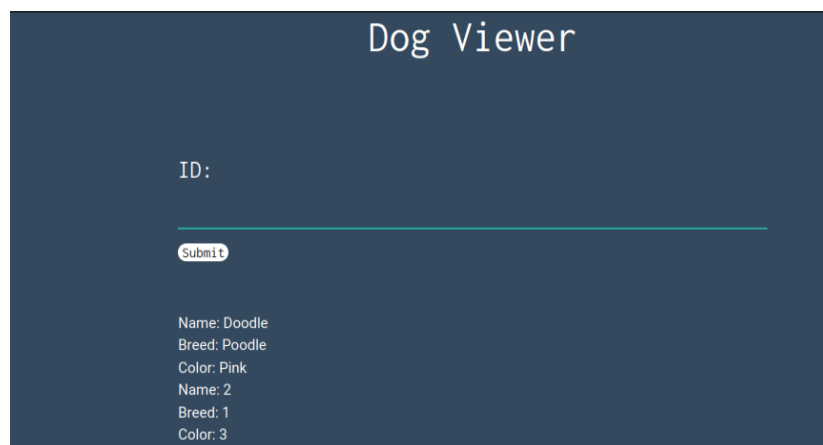 Dog Viewer
ID:
Submit
Name: Doodle
Breed: Poodle
Color: Pink
Name: 2
Breed: 1
Color: 3